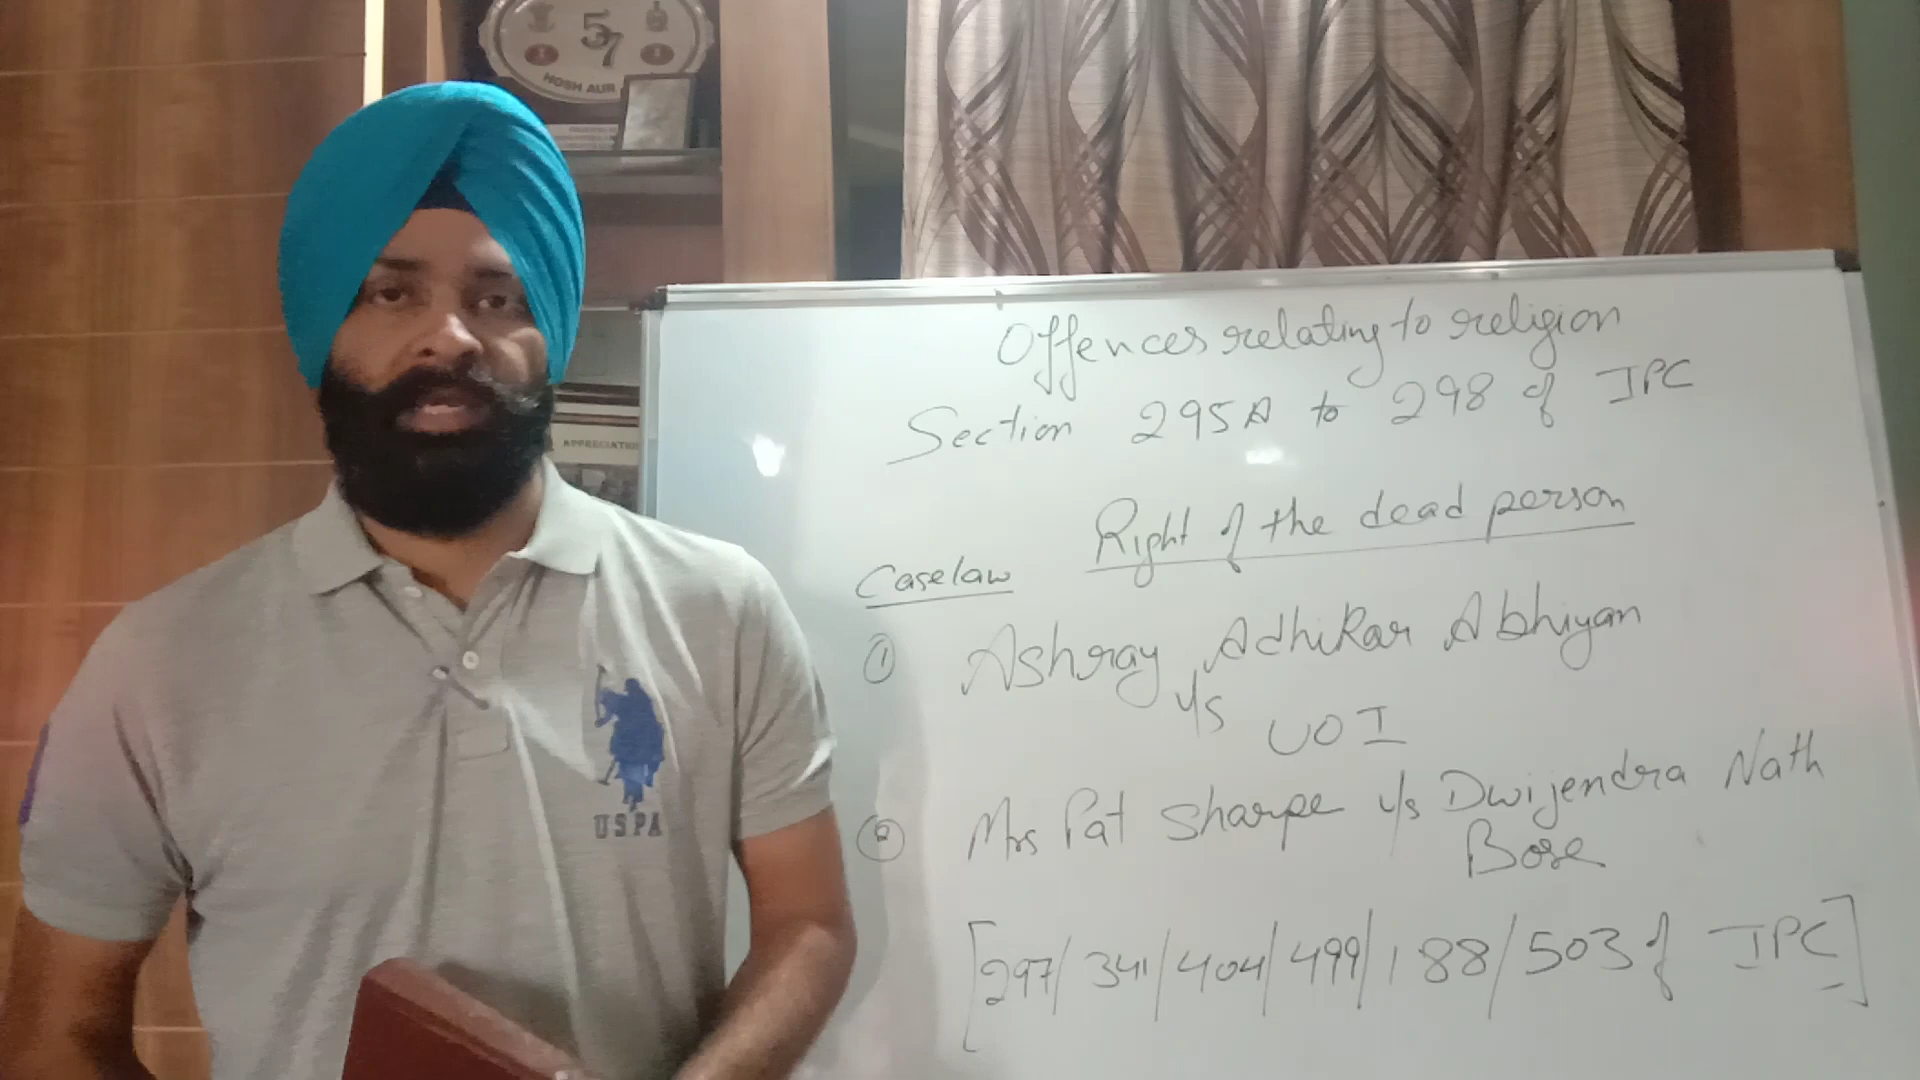 57
HOSH AUR
APPRECIATION
USPA
Offences relating to religion
Section 295A to 298 of IPC
Right of the dead person
Caselaw
① Ashray Adhikar Abhiyan
v/s
UOI
② Mrs Pat Sharpe v/s Dwijendra Nath
Bose
[297/341/404/499/188/503 of IPC]